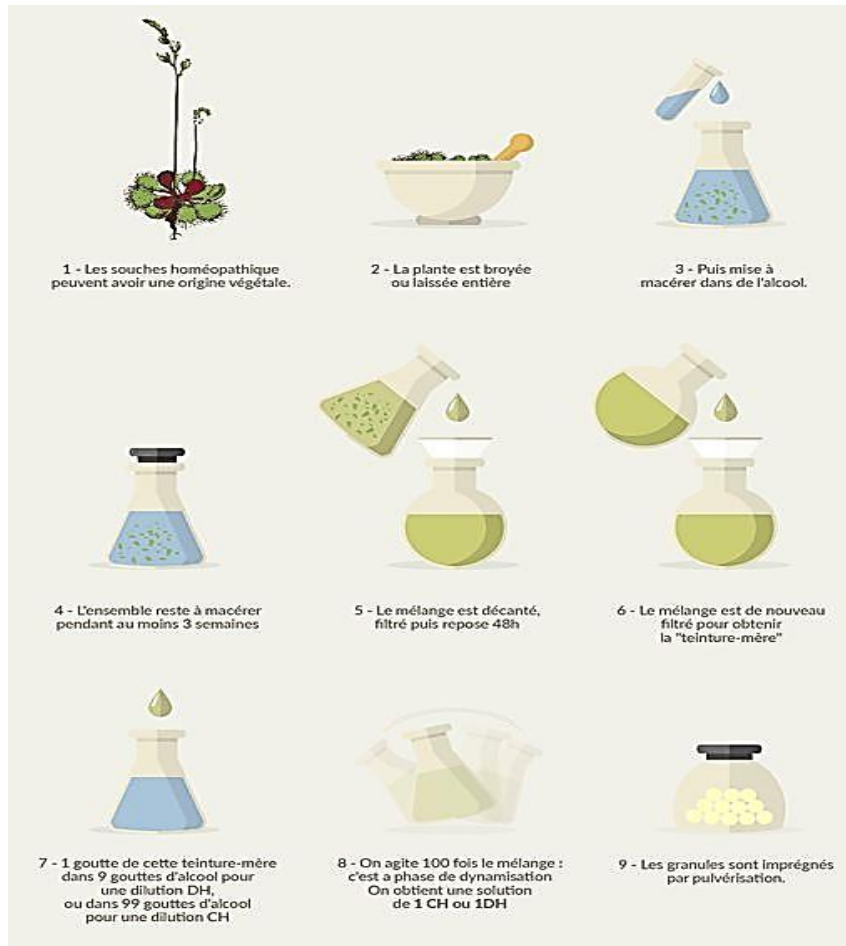 1 - Les souches homéopathique
peuvent avoir une origine végétale.
2 - La plante est broyée
ou laissée entière
3 - Puis mise à
macérer dans de l'alcool.
4 - L'ensemble reste à macérer
pendant au moins 3 semaines
5 - Le mélange est décanté,
filtré puis repose 48h
6 - Le mélange est de nouveau
filtré pour obtenir
la "teinture-mère"
7 - 1 goutte de cette teinture-mère
dans 9 gouttes d'alcool pour
une dilution DH,
ou dans 99 gouttes d'alcool
pour une dilution CH
8 - On agite 100 fois le mélange :
c'est a phase de dynamisation
On obtient une solution
de 1 CH ou 1DH
9 - Les granules sont imprégnés
par pulvérisation.